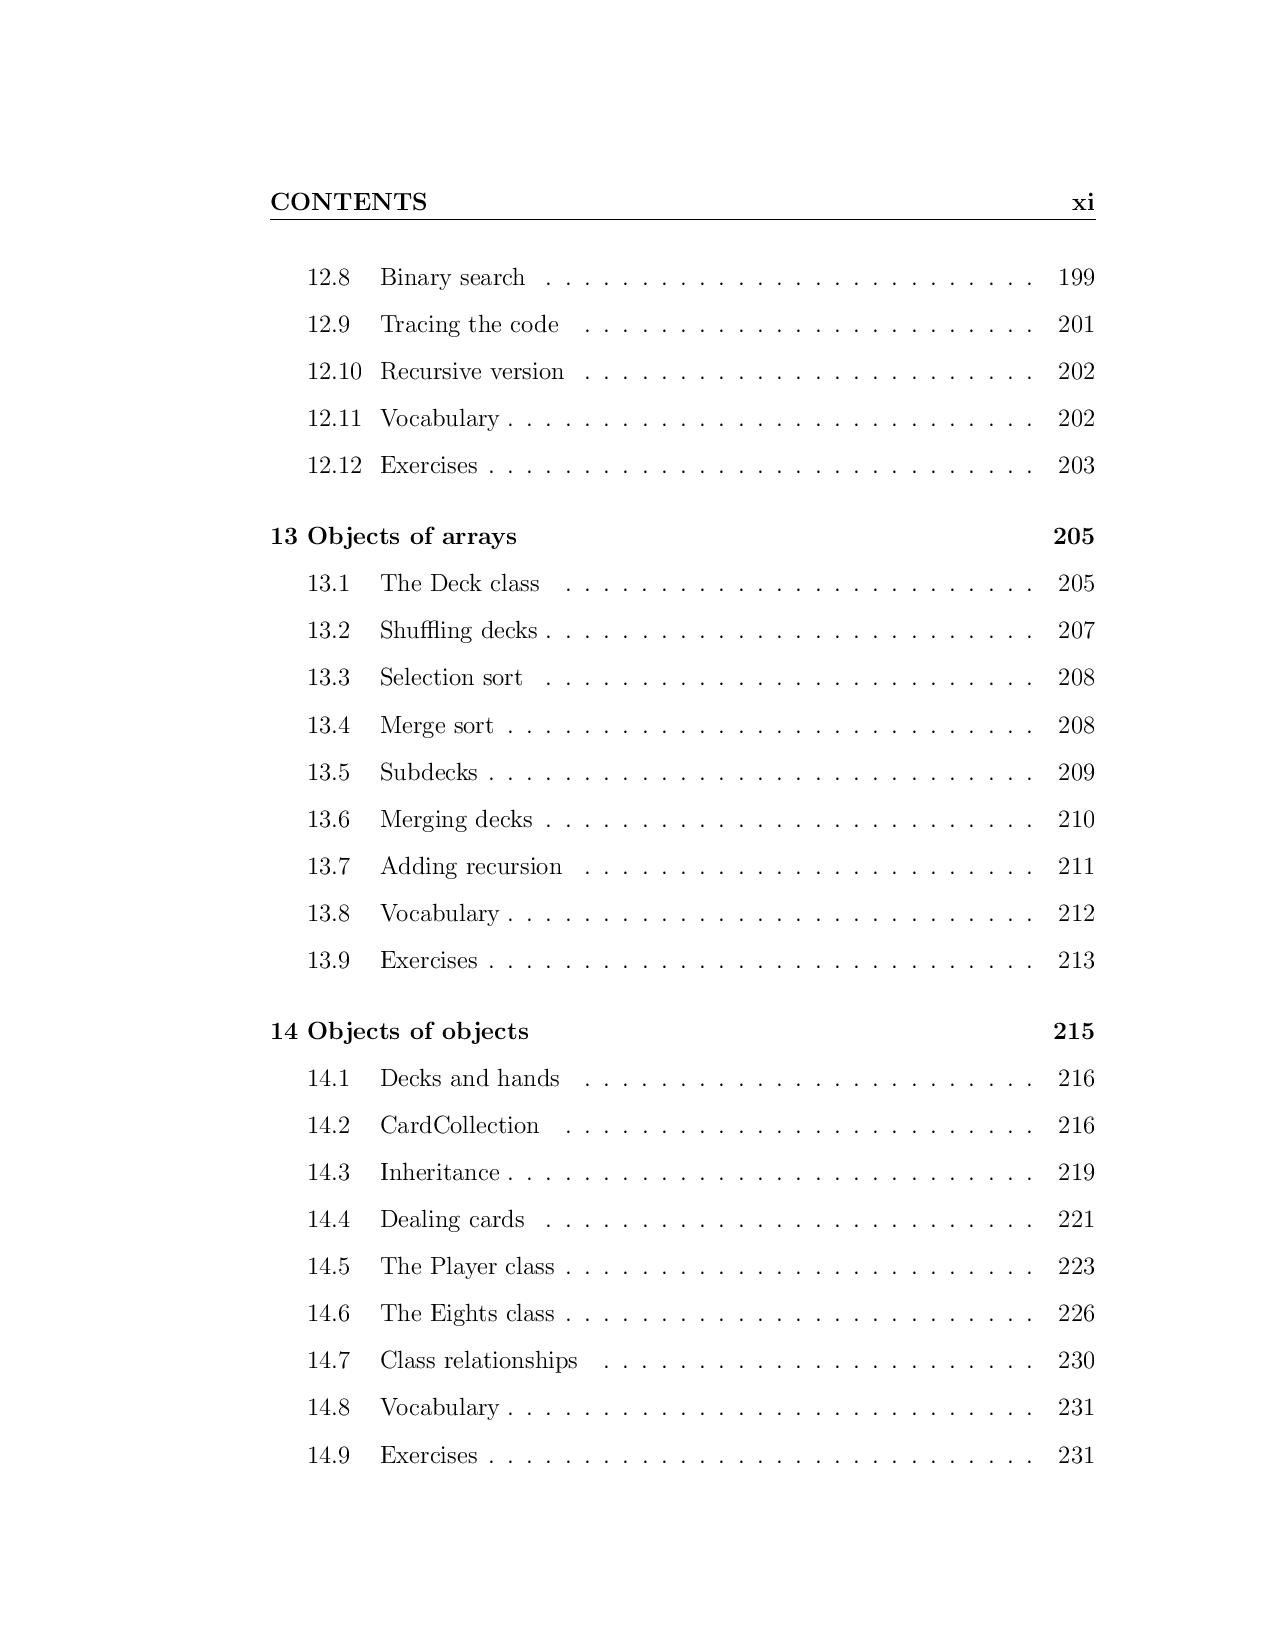 CONTENTS xi
12.8 Binary search . . . . . . . . . . . . . . . . . . . . . . . . . . 199
12.9 Tracing the code . . . . . . . . . . . . . . . . . . . . . . . . 201
12.10 Recursive version . . . . . . . . . . . . . . . . . . . . . . . . 202
12.11 Vocabulary . . . . . . . . . . . . . . . . . . . . . . . . . . . . 202
12.12 Exercises . . . . . . . . . . . . . . . . . . . . . . . . . . . . . 203
13 Objects of arrays 205
13.1 The Deck class . . . . . . . . . . . . . . . . . . . . . . . . . 205
13.2 Shuffling decks . . . . . . . . . . . . . . . . . . . . . . . . . . 207
13.3 Selection sort . . . . . . . . . . . . . . . . . . . . . . . . . . 208
13.4 Merge sort . . . . . . . . . . . . . . . . . . . . . . . . . . . . 208
13.5 Subdecks . . . . . . . . . . . . . . . . . . . . . . . . . . . . . 209
13.6 Merging decks . . . . . . . . . . . . . . . . . . . . . . . . . . 210
13.7 Adding recursion . . . . . . . . . . . . . . . . . . . . . . . . 211
13.8 Vocabulary . . . . . . . . . . . . . . . . . . . . . . . . . . . . 212
13.9 Exercises . . . . . . . . . . . . . . . . . . . . . . . . . . . . . 213
14 Objects of objects 215
14.1 Decks and hands . . . . . . . . . . . . . . . . . . . . . . . . 216
14.2 CardCollection . . . . . . . . . . . . . . . . . . . . . . . . . 216
14.3 Inheritance . . . . . . . . . . . . . . . . . . . . . . . . . . . . 219
14.4 Dealing cards . . . . . . . . . . . . . . . . . . . . . . . . . . 221
14.5 The Player class . . . . . . . . . . . . . . . . . . . . . . . . . 223
14.6 The Eights class . . . . . . . . . . . . . . . . . . . . . . . . . 226
14.7 Class relationships . . . . . . . . . . . . . . . . . . . . . . . 230
14.8 Vocabulary . . . . . . . . . . . . . . . . . . . . . . . . . . . . 231
14.9 Exercises . . . . . . . . . . . . . . . . . . . . . . . . . . . . . 231